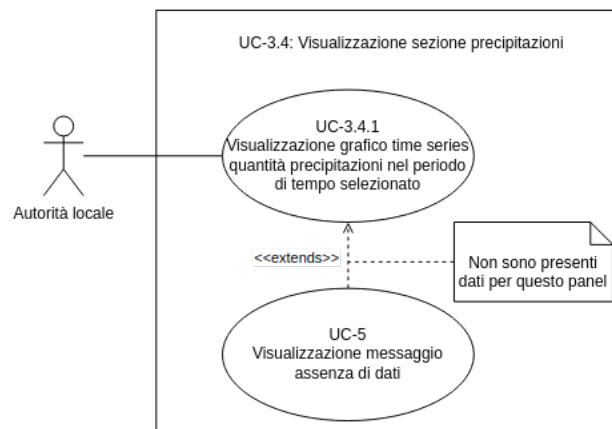 UC-3.4: Visualizzazione sezione precipitazioni
UC-3.4.1
Visualizzazione grafico time series
quantità precipitazioni nel periodo
di tempo selezionato
Autorità locale
<<extends>>
Non sono presenti
dati per questo panel
UC-5
Visualizzazione messaggio
assenza di dati